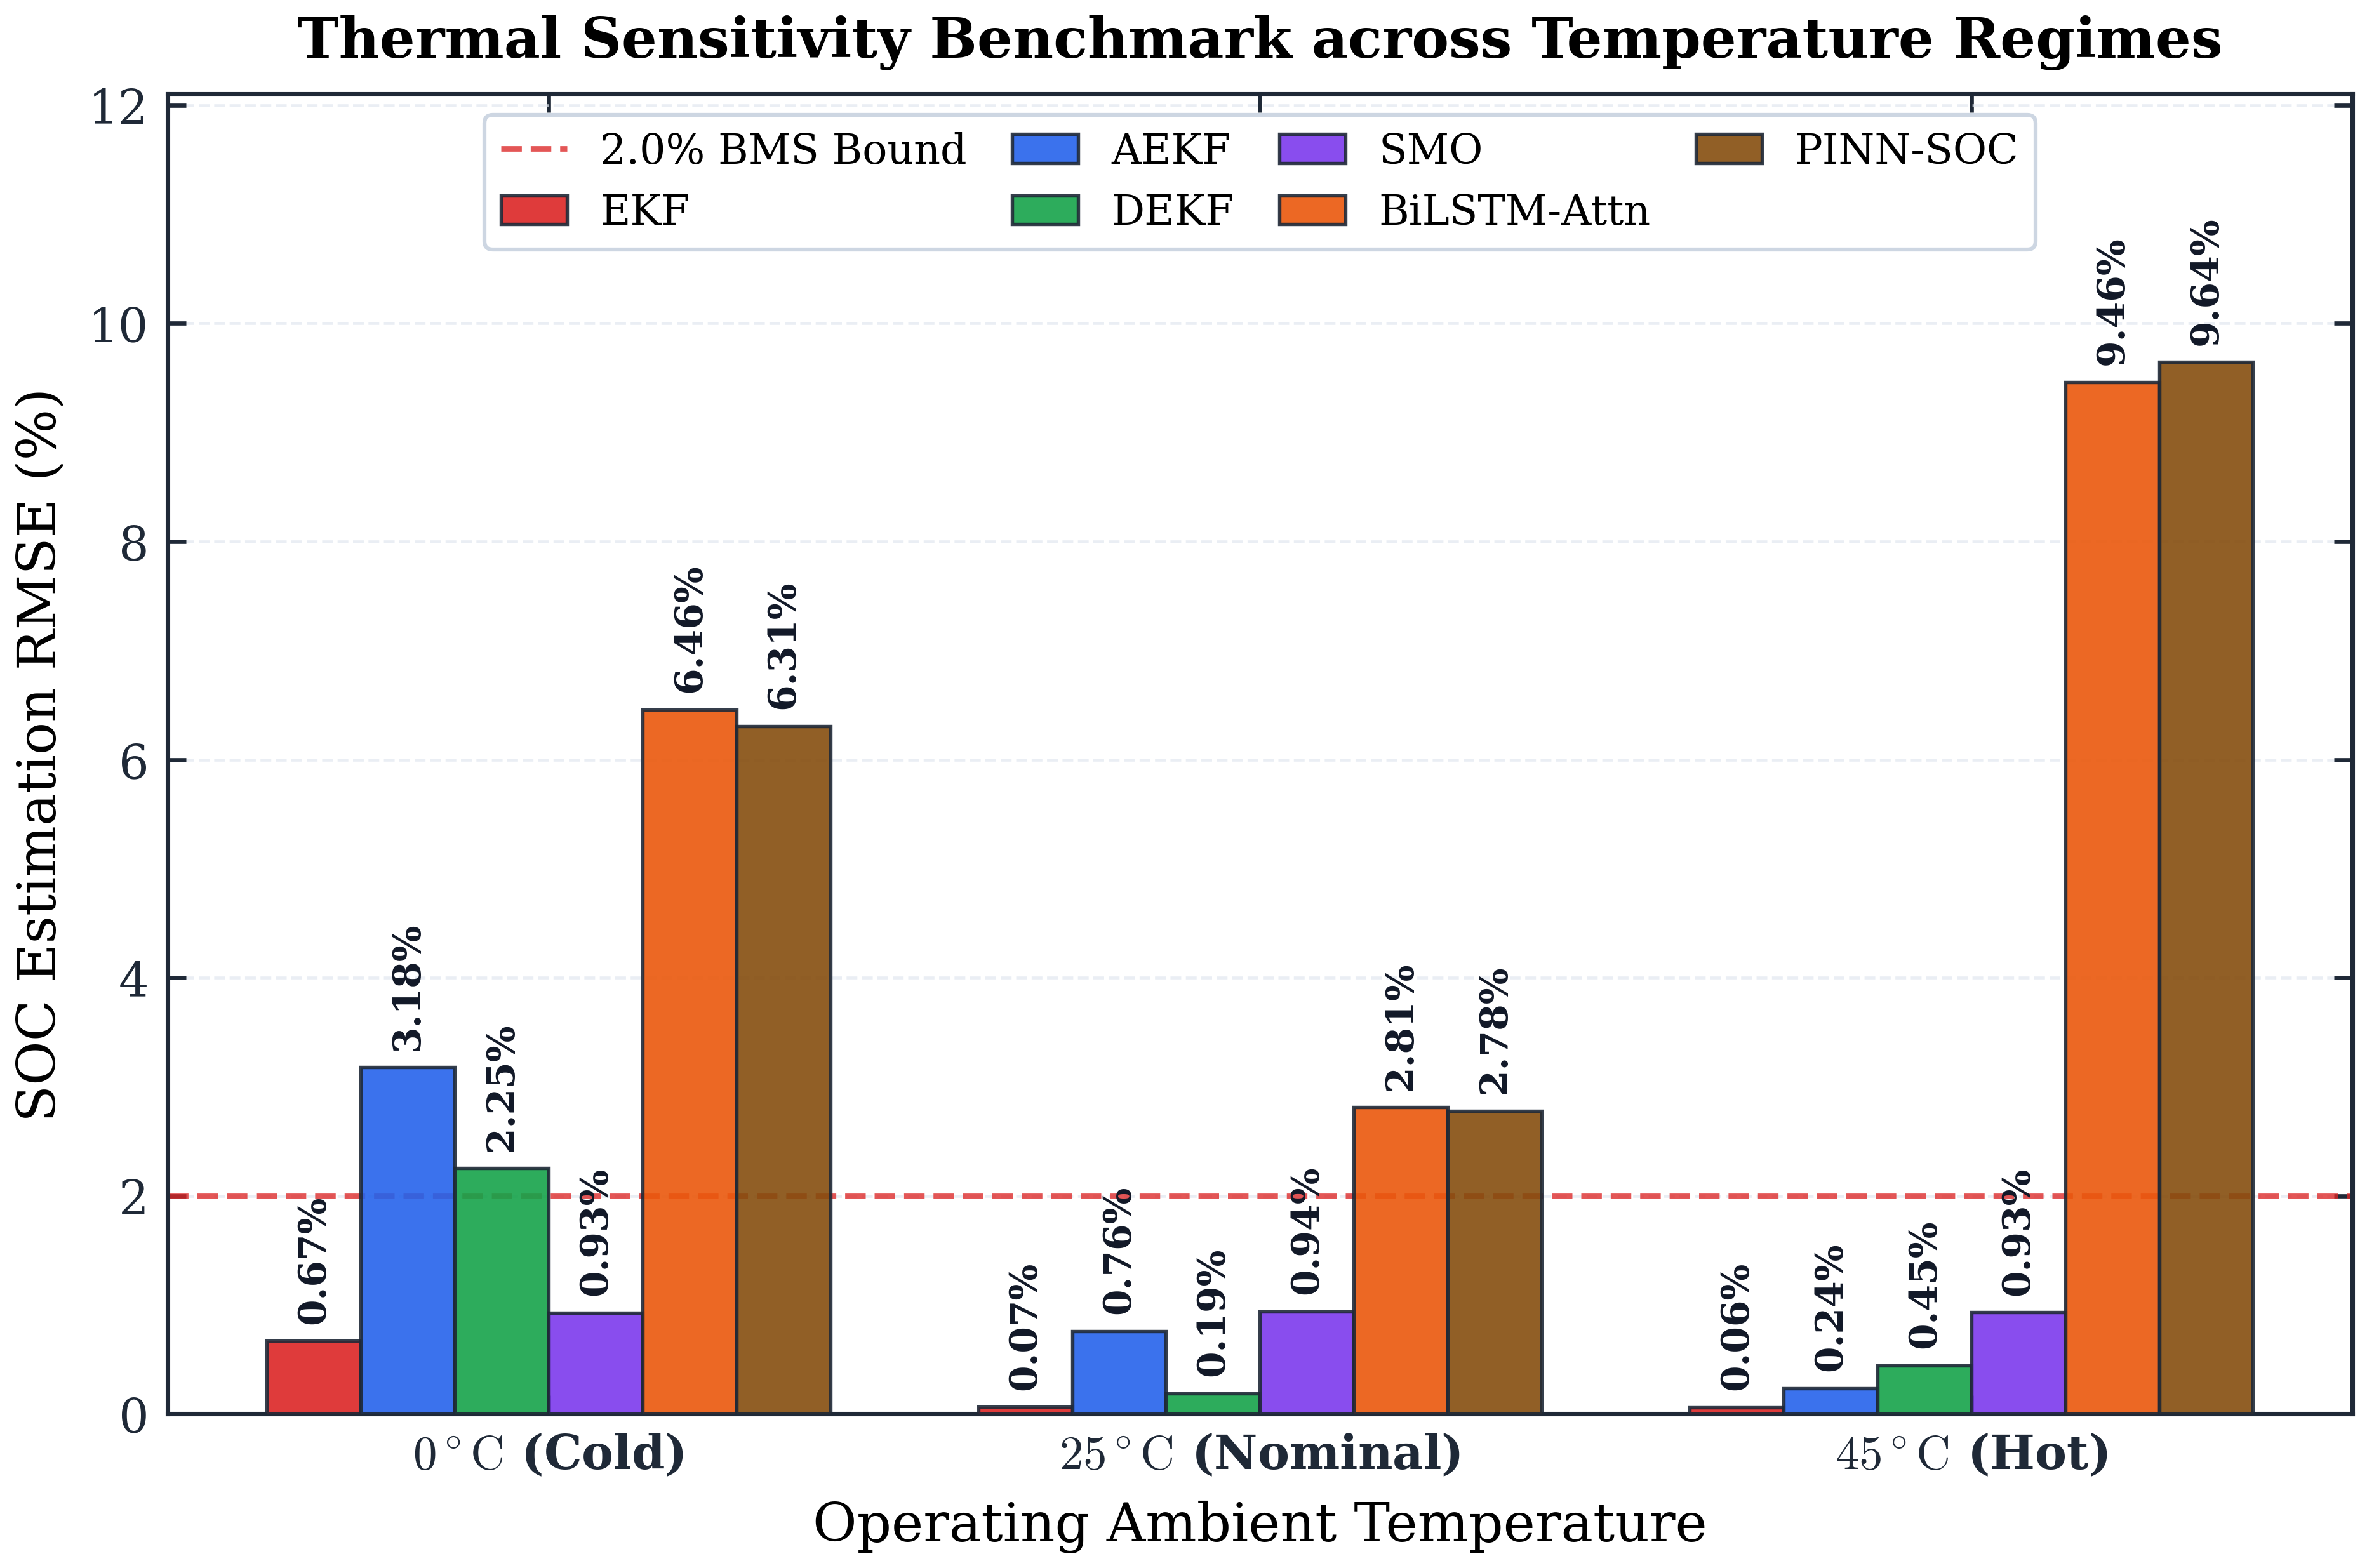 Thermal Sensitivity Benchmark across Temperature Regimes
2.0% BMS Bound
EKF
AEKF
DEKF
SMO
BiLSTM-Attn
PINN-SOC
SOC Estimation RMSE (%)
12
10
8
6
4
2
0
0.67%
3.18%
2.25%
0.93%
6.46%
6.31%
0.07%
0.76%
0.19%
0.94%
2.81%
2.78%
0.06%
0.24%
0.45%
0.93%
9.46%
9.64%
0°C (Cold)
25°C (Nominal)
45°C (Hot)
Operating Ambient Temperature